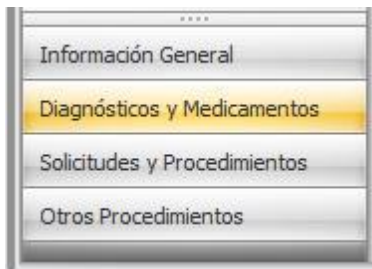 Información General
Diagnósticos y Medicamentos
Solicitudes y Procedimientos
Otros Procedimientos